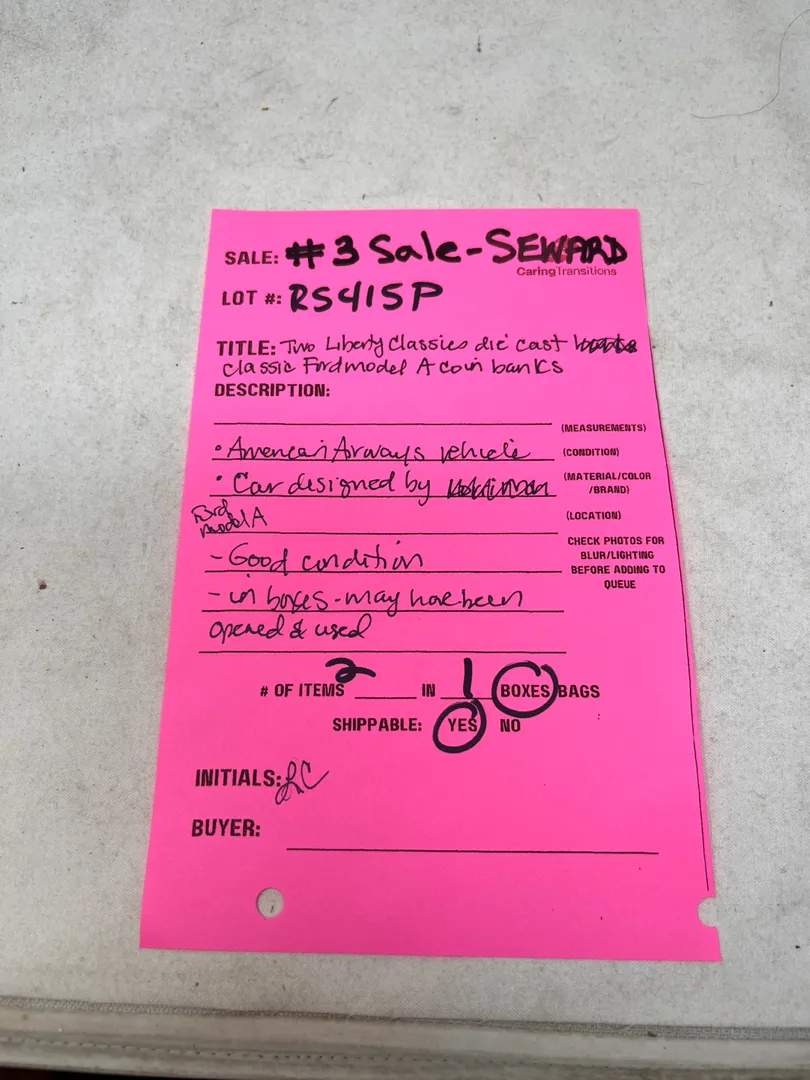 SALE: #3 Sale-SEWARD
CaringTransitions
LOT #: RS415P
TITLE: Two Liberty Classics die cast
classic Ford model A coin banks
DESCRIPTION:
(MEASUREMENTS)
• American Airways vehicle (CONDITION)
• Car designed by (MATERIAL/COLOR
/BRAND)
Ford
model A
(LOCATION)
- Good condition
CHECK PHOTOS FOR
BLUR/LIGHTING
BEFORE ADDING TO
QUEUE
- in boxes - may have been
opened & used
# OF ITEMS 2 IN 1 BOXES BAGS
SHIPPABLE: YES NO
INITIALS: LC
BUYER: